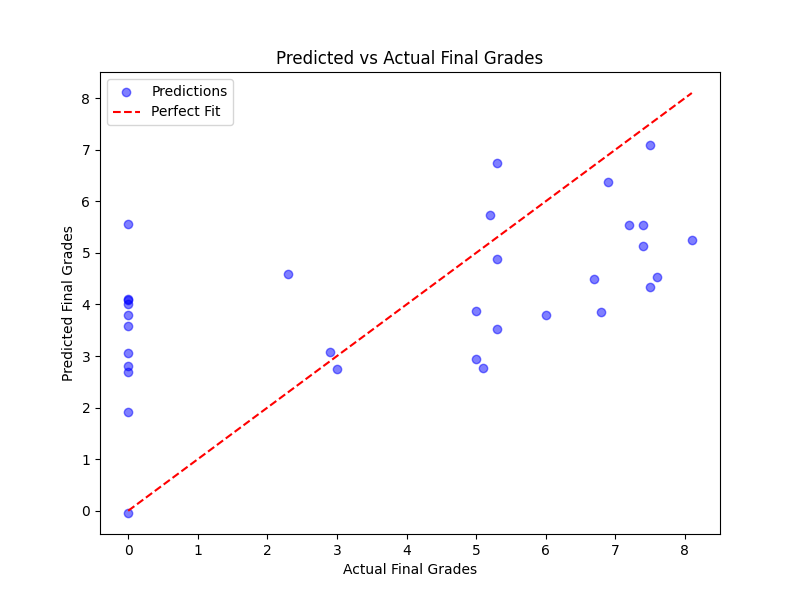 Predicted vs Actual Final Grades
Predictions
Perfect Fit
Predicted Final Grades
8
7
6
5
4
3
2
1
0
0 1 2 3 4 5 6 7 8
Actual Final Grades